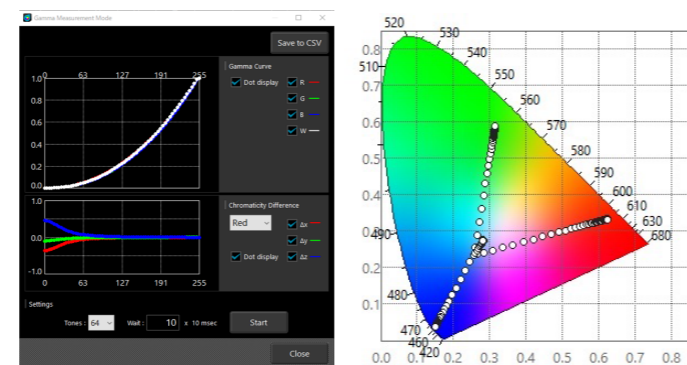 Gamma Measurement Mode
Save to CSV
Gamma Curve
Dot display
R
G
B
W
0 63 127 191 255
1.0
0.8
0.6
0.4
0.2
0.0
Chromaticity Difference
Red
Δx
Δy
Dot display
Δz
1.0
0.0
-1.0
Settings
Tones : 64 Wait : 10 x 10 msec Start
Close
520
530
540
510
550
560
570
580
590
600
610
630
680
490
480
470
460
420
0.8
0.7
0.6
0.5
0.4
0.3
0.2
0.1
0.0 0.1 0.2 0.3 0.4 0.5 0.6 0.7 0.8